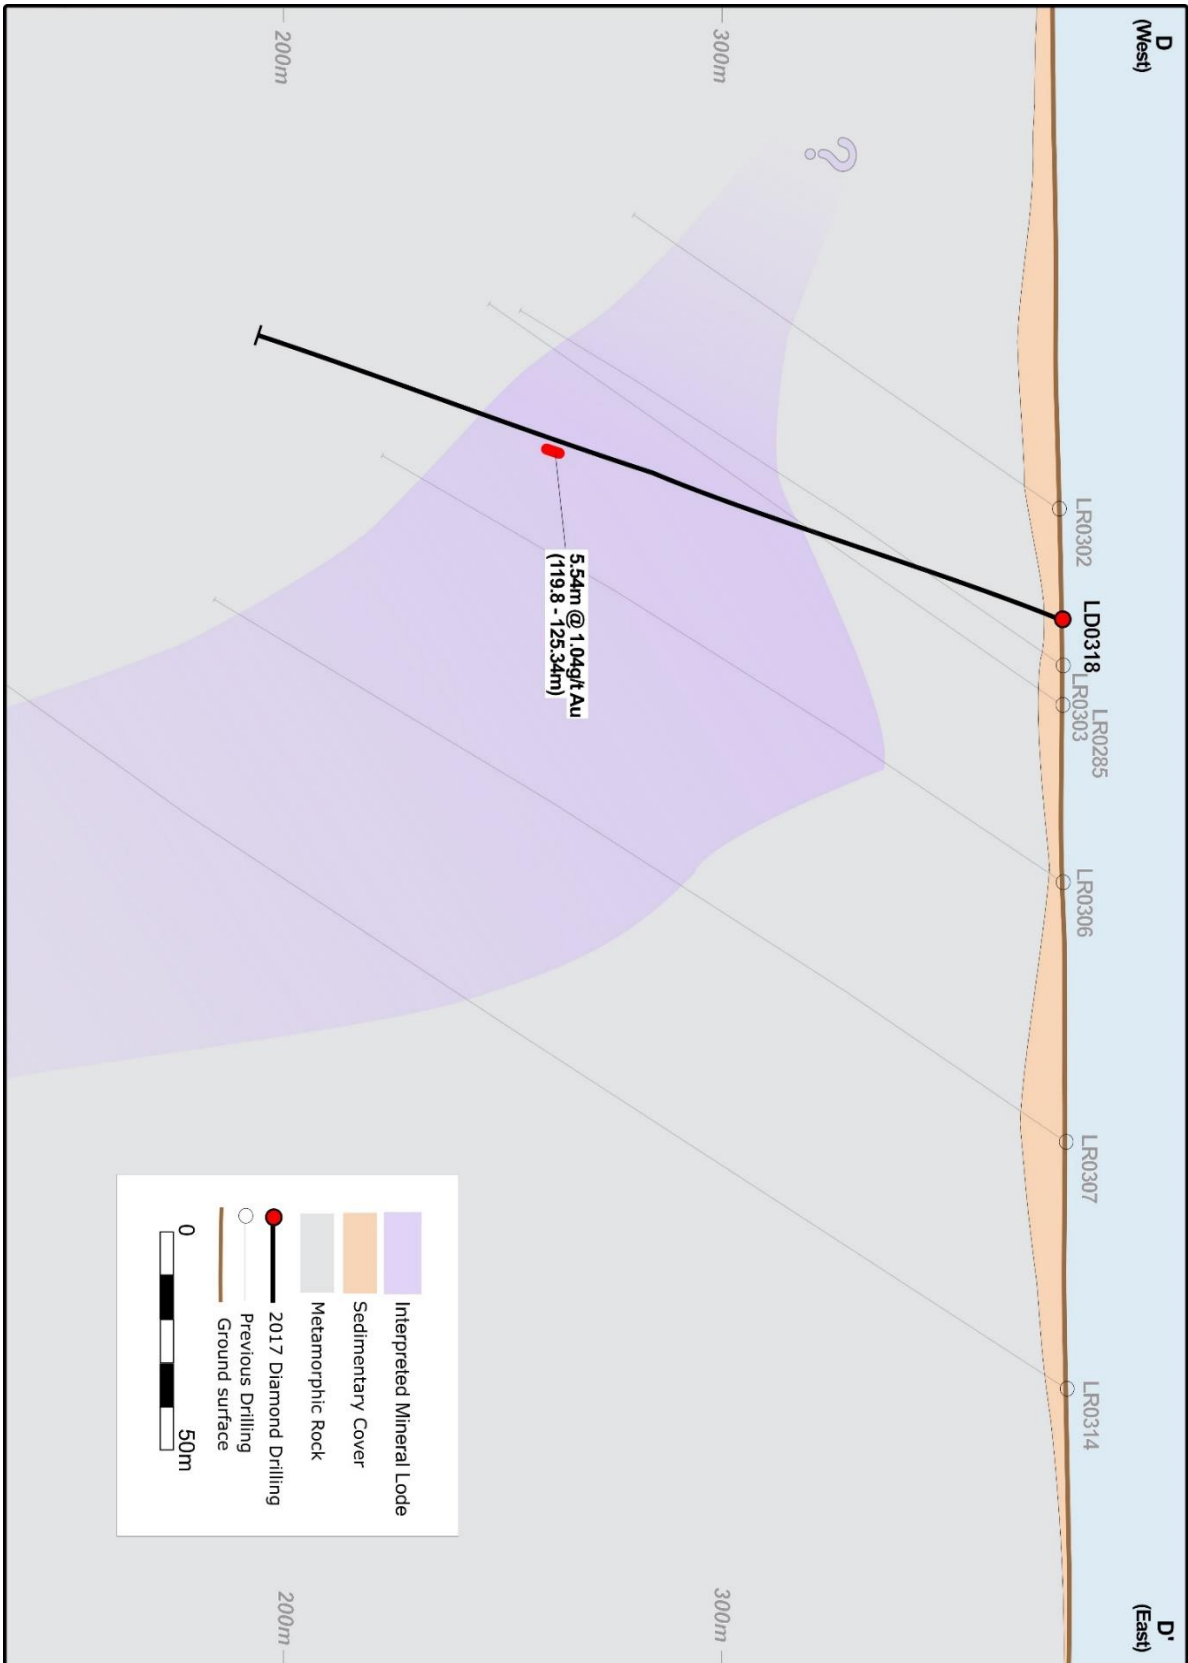 D
(West)
D'
(East)
LR0302
LD0318
LR0303
LR0285
LR0306
LR0307
LR0314
300m
300m
?
5.54m @ 1.04g/t Au
(119.8 - 125.34m)
200m
200m
Interpreted Mineral Lode
Sedimentary Cover
Metamorphic Rock
2017 Diamond Drilling
Previous Drilling
Ground surface
0
50m